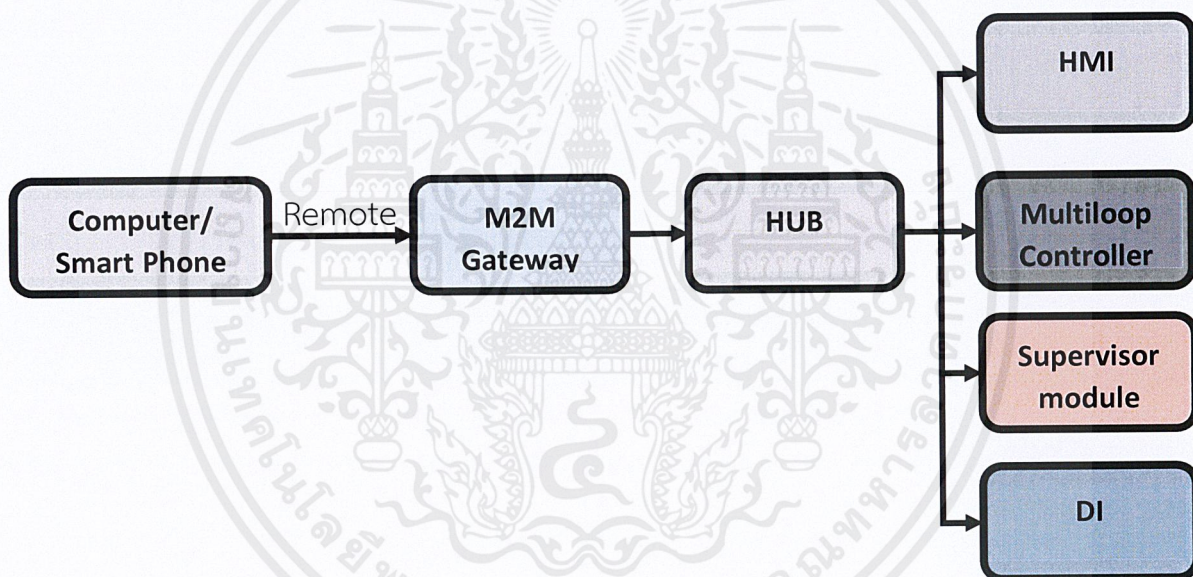 HMI
Computer/
Smart Phone
Remote
M2M
Gateway
HUB
Multiloop
Controller
Supervisor
module
DI